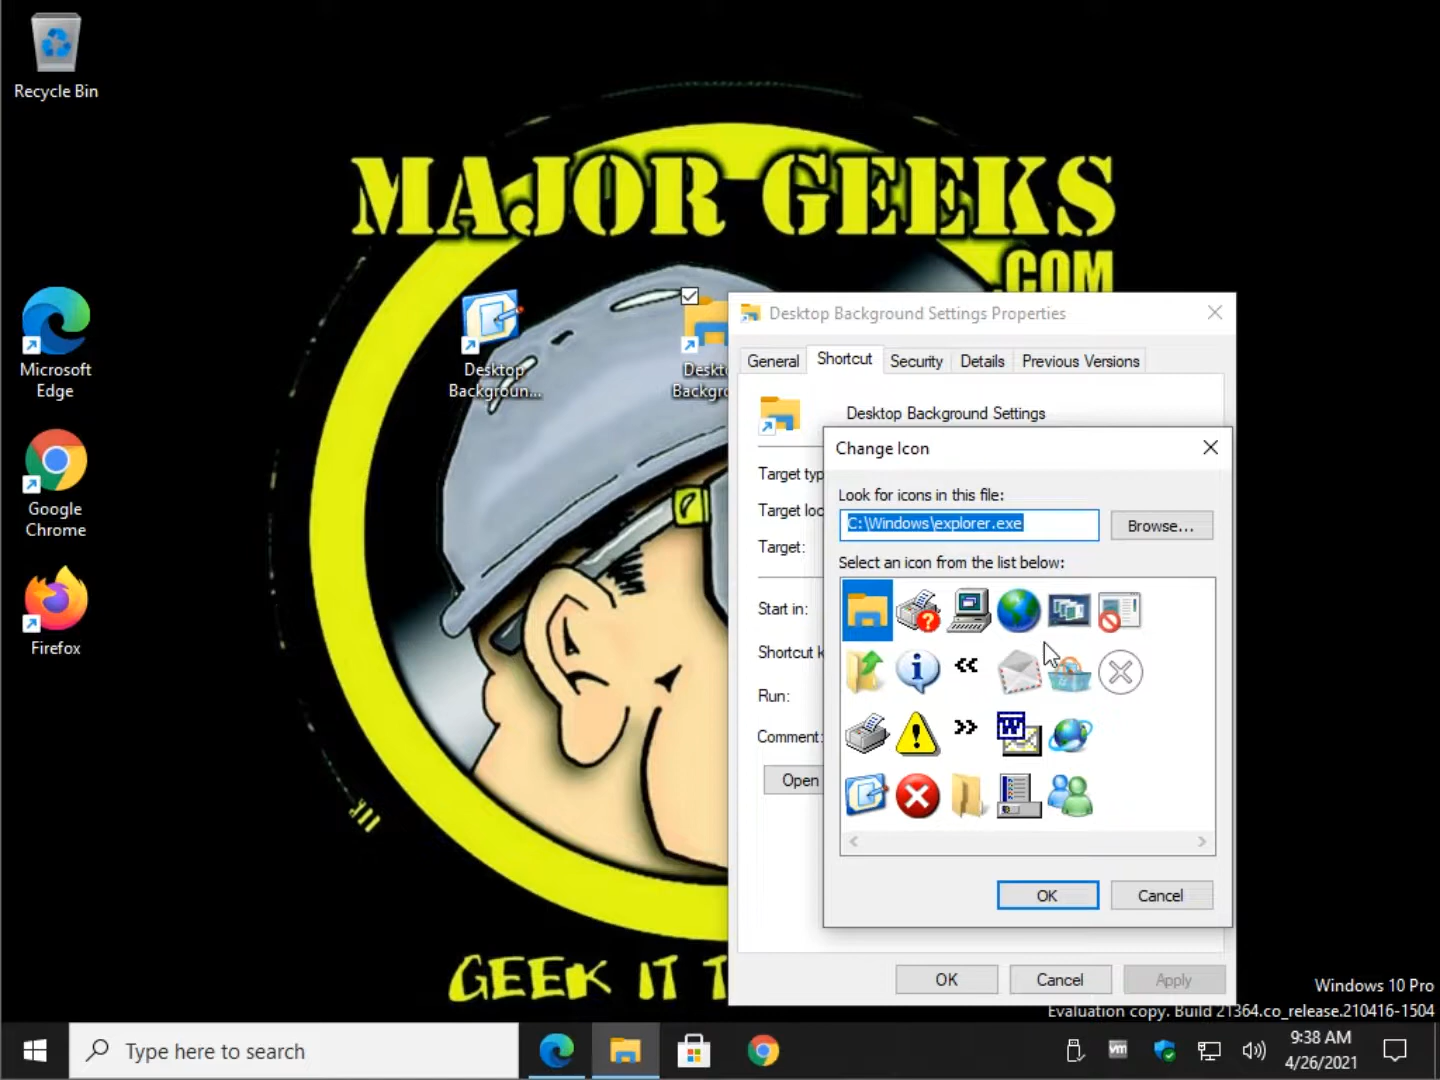 Recycle Bin
MAJOR GEEKS
.COM
Microsoft
Edge
Google
Chrome
Firefox
Desktop
Backgroun...
Deskt
Backgro
Desktop Background Settings Properties
General
Shortcut
Security
Details
Previous Versions
Desktop Background Settings
Target typ
Target loc
Target:
Start in:
Shortcut k
Run:
Comment:
Open
Change Icon
Look for icons in this file:
C:\Windows\explorer.exe
Browse...
Select an icon from the list below:
OK
Cancel
OK
Cancel
Apply
GEEK IT T
Windows 10 Pro
Evaluation copy. Build 21364.co_release.210416-1504
Type here to search
vm
9:38 AM
4/26/2021